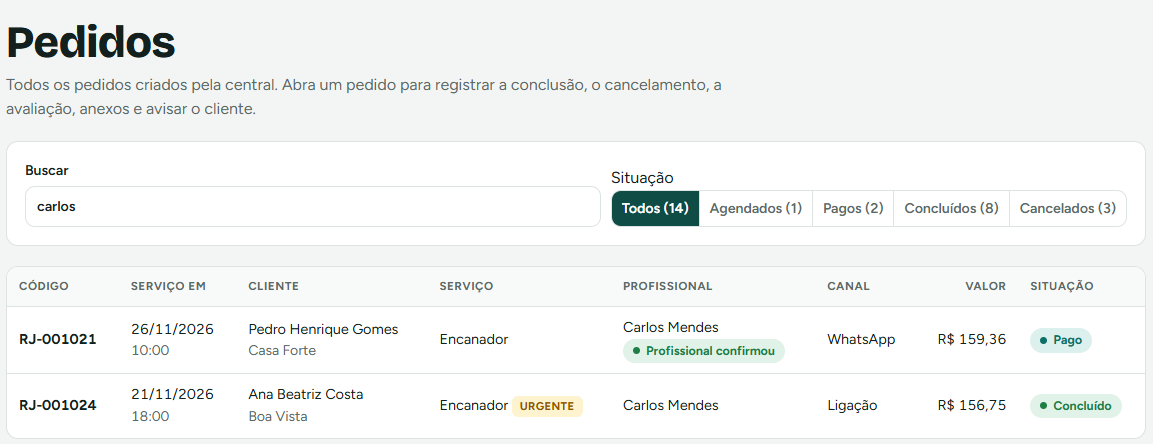 Pedidos
Todos os pedidos criados pela central. Abra um pedido para registrar a conclusão, o cancelamento, a
avaliação, anexos e avisar o cliente.
Buscar
carlos
Situação
Todos (14) Agendados (1) Pagos (2) Concluídos (8) Cancelados (3)
CÓDIGO SERVIÇO EM CLIENTE SERVIÇO PROFISSIONAL CANAL VALOR SITUAÇÃO
RJ-001021 26/11/2026 Pedro Henrique Gomes Encanador Carlos Mendes WhatsApp R$ 159,36 Pago
10:00 Casa Forte Profissional confirmou
RJ-001024 21/11/2026 Ana Beatriz Costa Encanador URGENTE Carlos Mendes Ligação R$ 156,75 Concluído
18:00 Boa Vista